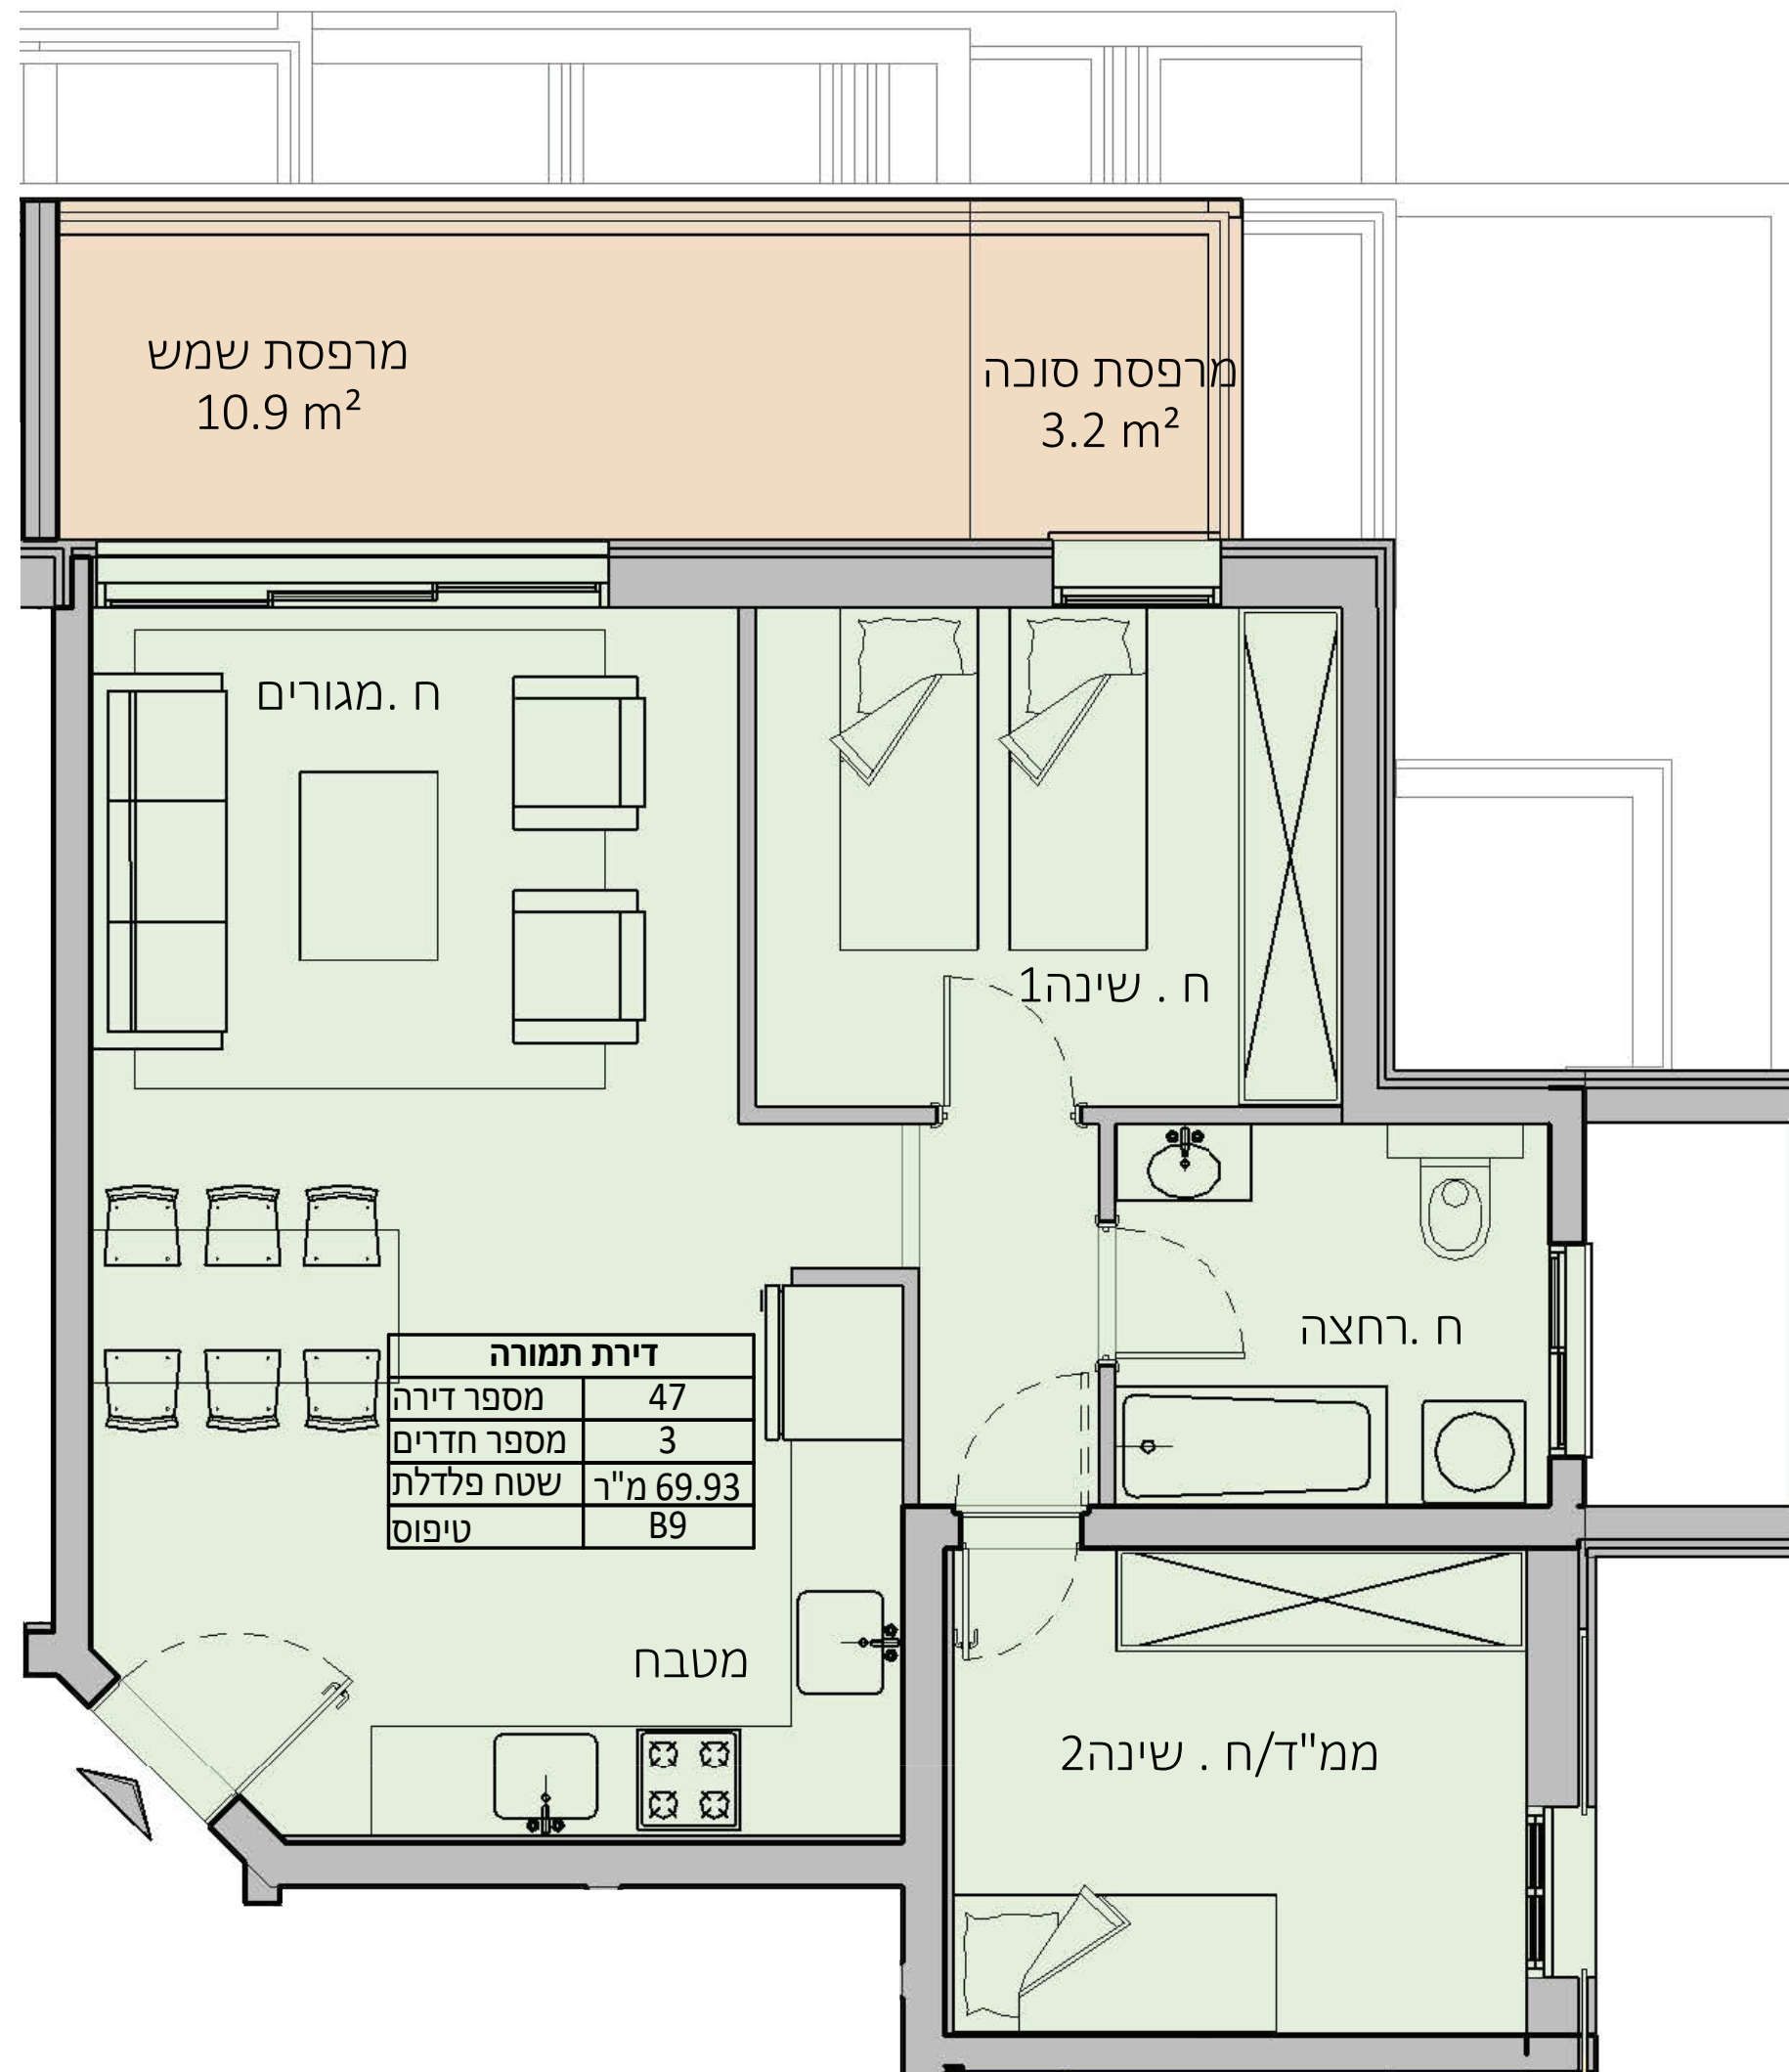 מרפסת שמש
10.9 m²
מרפסת סוכה
3.2 m²
ח .מגורים
ח . שינה1
ח .רחצה
דירת תמורה
מספר דירה 47
מספר חדרים 3
שטח פלדלת 69.93 מ"ר
טיפוס B9
מטבח
ממ"ד/ח . שינה2